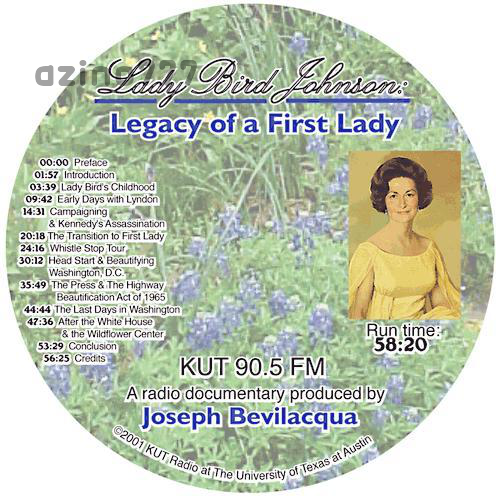 azing777
Lady Bird Johnson:
Legacy of a First Lady
00:00 Preface
01:57 Introduction
03:39 Lady Bird's Childhood
09:42 Early Days with Lyndon
14:31 Campaigning
& Kennedy's Assassination
20:18 The Transition to First Lady
24:16 Whistle Stop Tour
30:12 Head Start & Beautifying
Washington, D.C.
35:49 The Press & The Highway
Beautification Act of 1965
44:44 The Last Days in Washington
47:36 After the White House
& the Wildflower Center
53:29 Conclusion
56:25 Credits
Run time:
58:20
KUT 90.5 FM
A radio documentary produced by
Joseph Bevilacqua
©2001 KUT Radio at The University of Texas at Austin